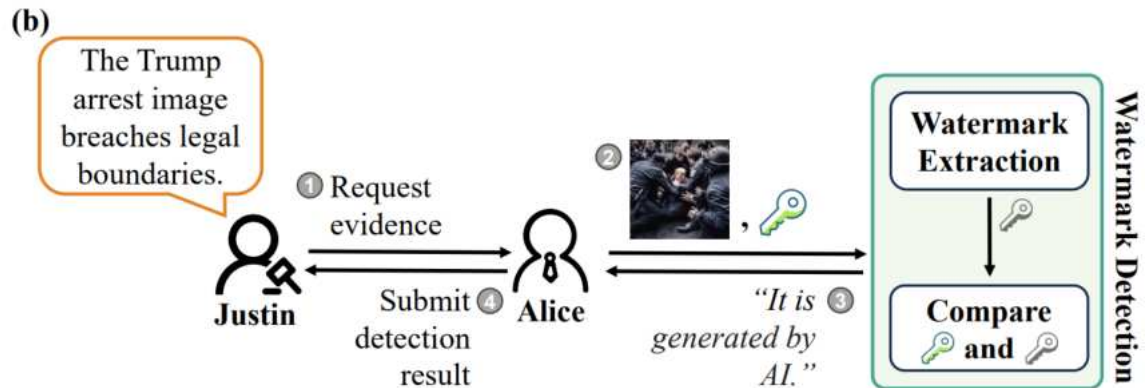 (b)
The Trump
arrest image
breaches legal
boundaries.
1 Request
evidence
2
,
Justin
Submit 4
detection
result
Alice
"It is 3
generated by
AI."
Watermark
Extraction
Compare
and
Watermark Detection